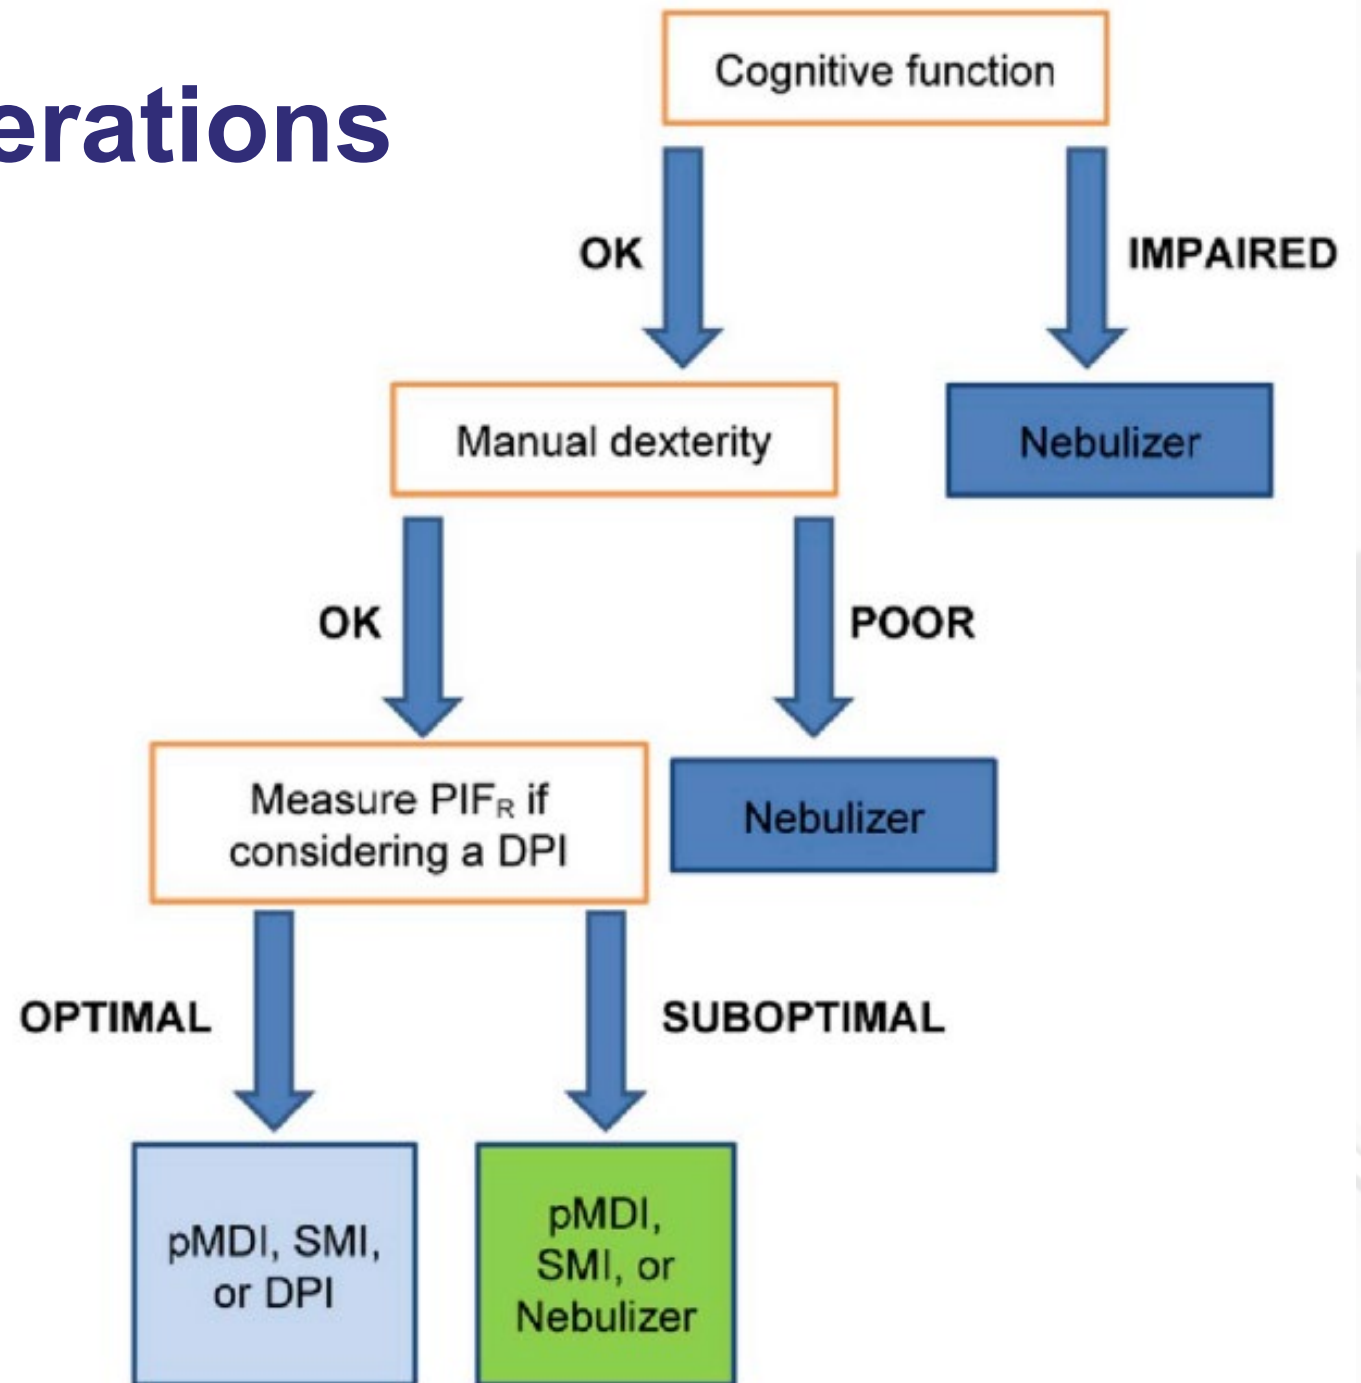 erations
Cognitive function
OK
IMPAIRED
Manual dexterity
Nebulizer
OK
POOR
Measure PIFR if
considering a DPI
Nebulizer
OPTIMAL
SUBOPTIMAL
pMDI, SMI,
or DPI
pMDI,
SMI, or
Nebulizer